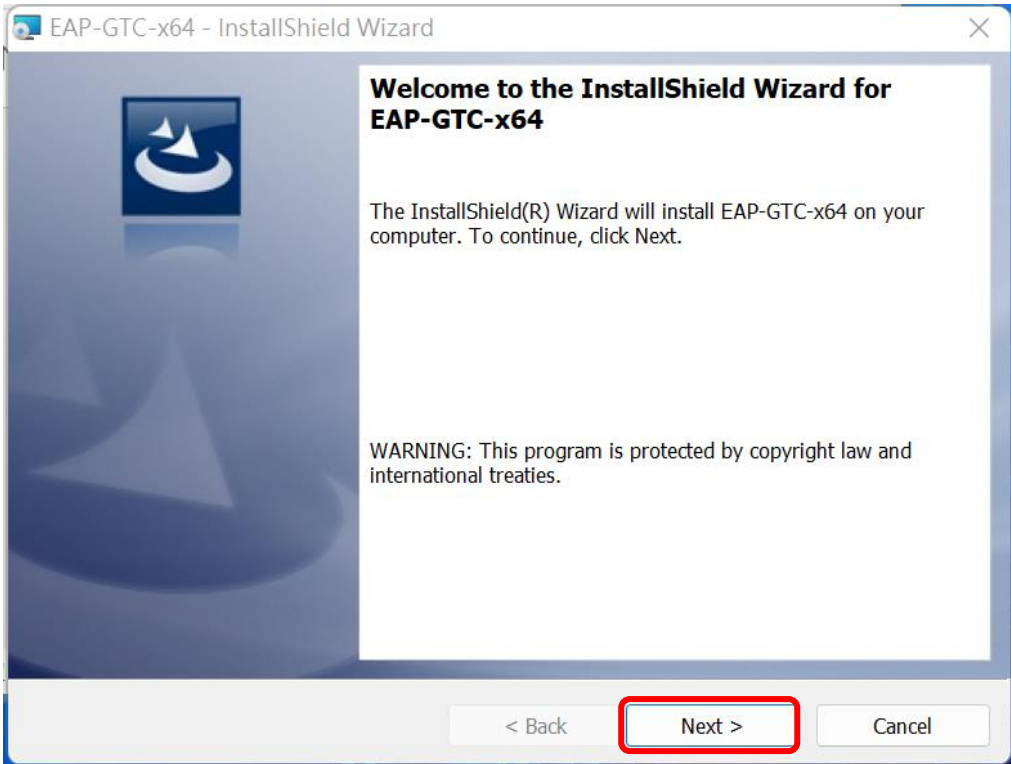 EAP-GTC-x64 - InstallShield Wizard
Welcome to the InstallShield Wizard for
EAP-GTC-x64
The InstallShield(R) Wizard will install EAP-GTC-x64 on your
computer. To continue, click Next.
WARNING: This program is protected by copyright law and
international treaties.
< Back
Next >
Cancel